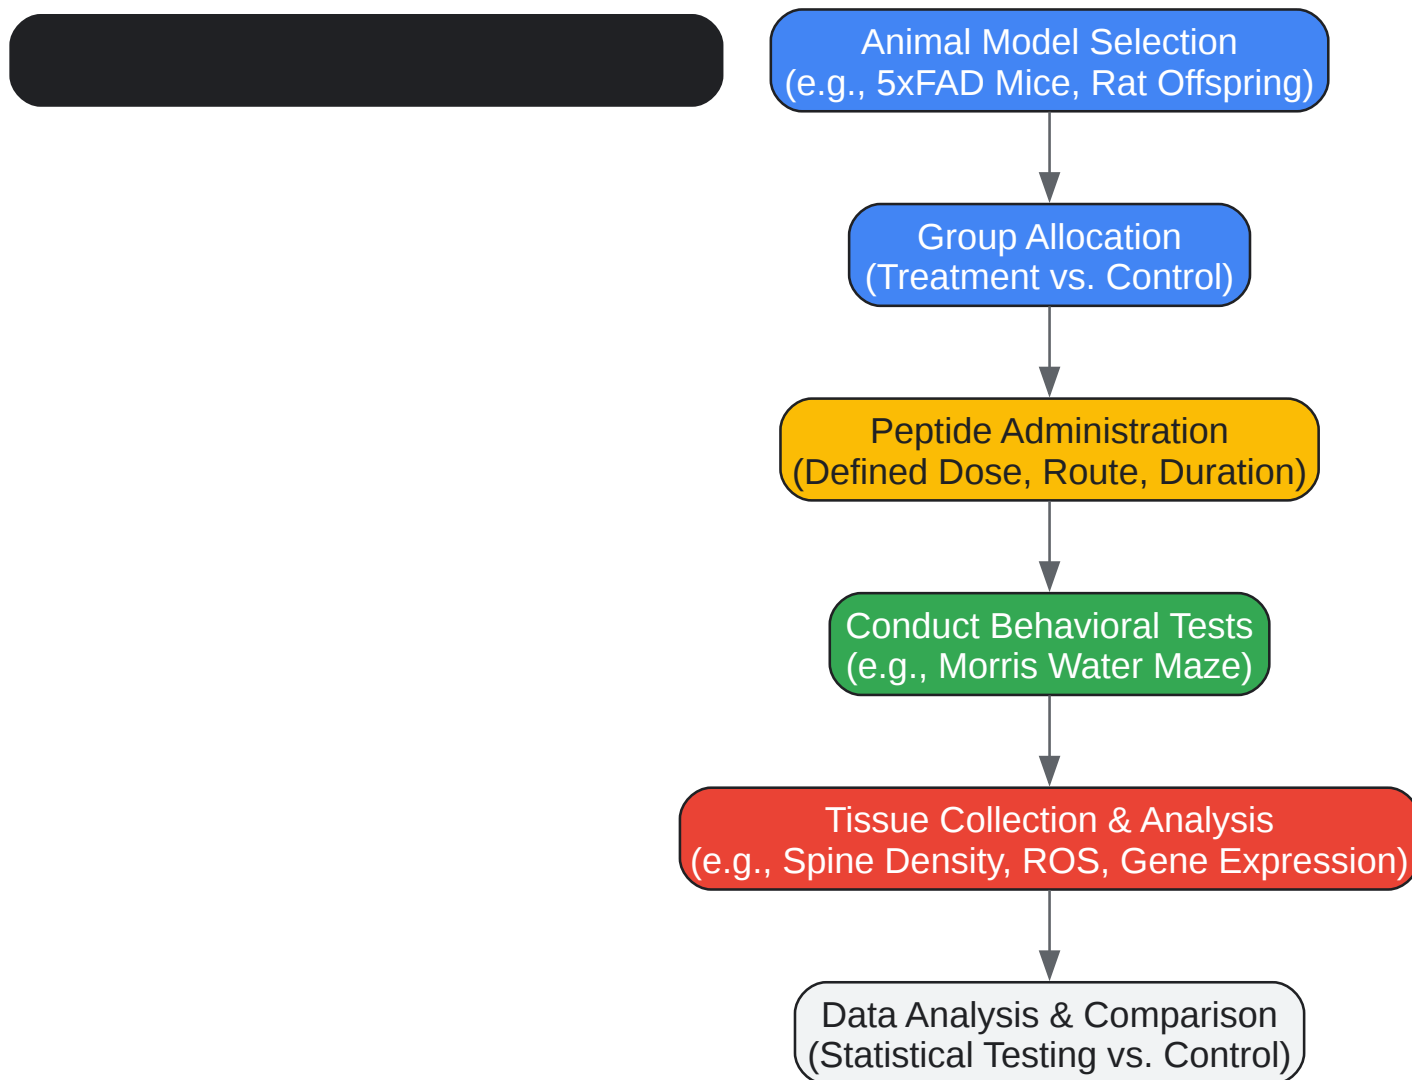 Animal Model Selection
(e.g., 5xFAD Mice, Rat Offspring)
Group Allocation
(Treatment vs. Control)
Peptide Administration
(Defined Dose, Route, Duration)
Conduct Behavioral Tests
(e.g., Morris Water Maze)
Tissue Collection & Analysis
(e.g., Spine Density, ROS, Gene Expression)
Data Analysis & Comparison
(Statistical Testing vs. Control)